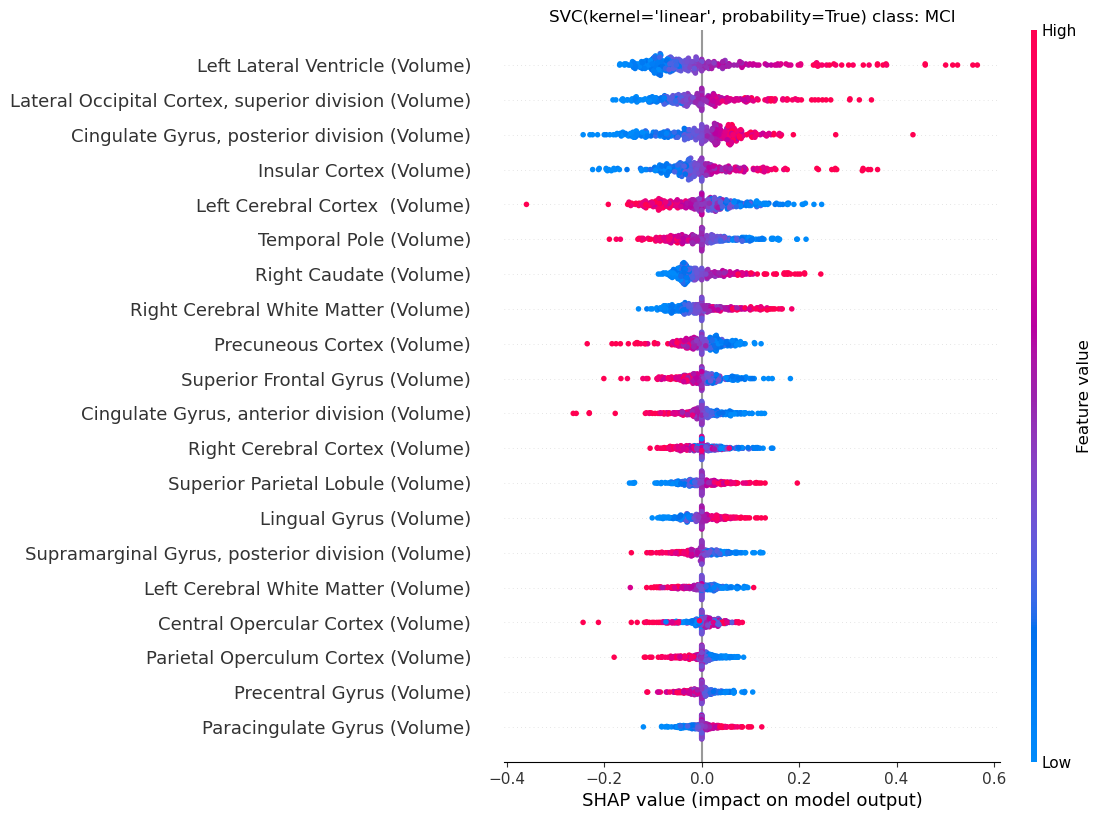 SVC(kernel='linear', probability=True) class: MCI
High
Left Lateral Ventricle (Volume)
Lateral Occipital Cortex, superior division (Volume)
Cingulate Gyrus, posterior division (Volume)
Insular Cortex (Volume)
Left Cerebral Cortex  (Volume)
Temporal Pole (Volume)
Right Caudate (Volume)
Right Cerebral White Matter (Volume)
Precuneous Cortex (Volume)
Superior Frontal Gyrus (Volume)
Cingulate Gyrus, anterior division (Volume)
Right Cerebral Cortex (Volume)
Superior Parietal Lobule (Volume)
Lingual Gyrus (Volume)
Supramarginal Gyrus, posterior division (Volume)
Left Cerebral White Matter (Volume)
Central Opercular Cortex (Volume)
Parietal Operculum Cortex (Volume)
Precentral Gyrus (Volume)
Paracingulate Gyrus (Volume)
Feature value
Low
−0.4 −0.2 0.0 0.2 0.4 0.6
SHAP value (impact on model output)